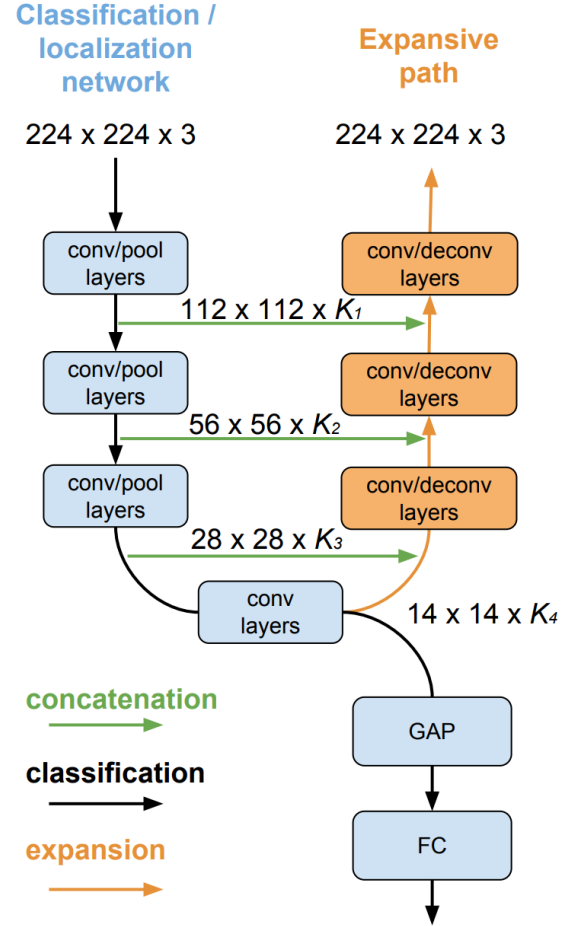 Classification /
localization
network
Expansive
path
224 x 224 x 3
224 x 224 x 3
conv/pool
layers
conv/deconv
layers
112 x 112 x K1
conv/pool
layers
conv/deconv
layers
56 x 56 x K2
conv/pool
layers
conv/deconv
layers
28 x 28 x K3
conv
layers
14 x 14 x K4
concatenation
GAP
classification
FC
expansion